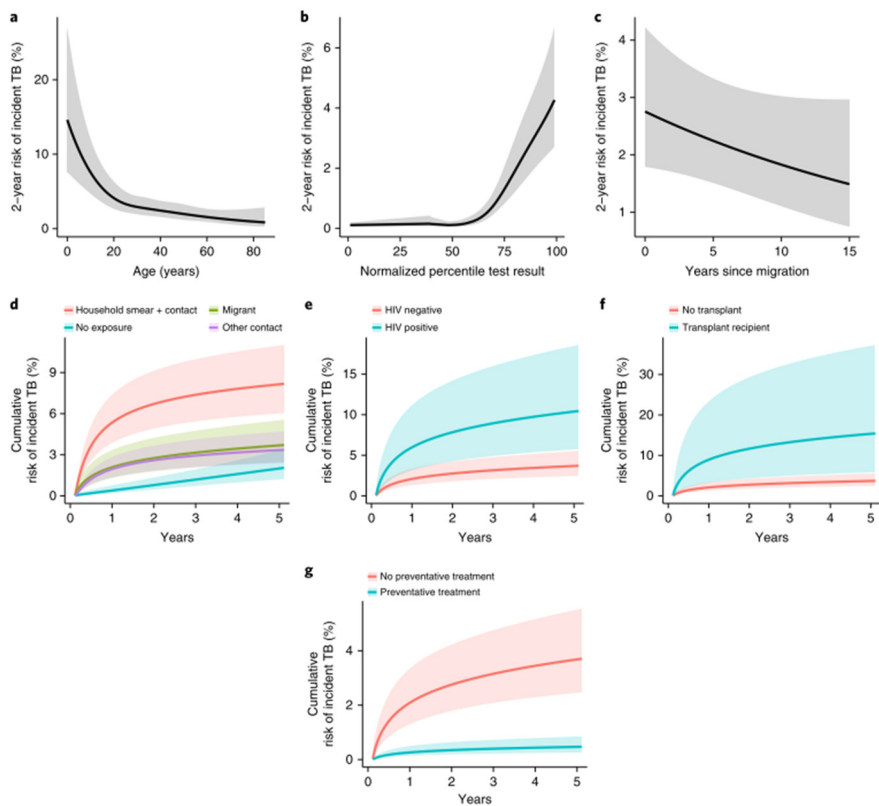 a
2-year risk of incident TB (%)
20
10
0
0 20 40 60 80
Age (years)
b
2-year risk of incident TB (%)
6
4
2
0
0 25 50 75 100
Normalized percentile test result
c
2-year risk of incident TB (%)
4
3
2
1
0 5 10 15
Years since migration
d
Household smear + contact Migrant
No exposure Other contact
Cumulative
risk of incident TB (%)
9
6
3
0
0 1 2 3 4 5
Years
e
HIV negative
HIV positive
Cumulative
risk of incident TB (%)
15
10
5
0
0 1 2 3 4 5
Years
f
No transplant
Transplant recipient
Cumulative
risk of incident TB (%)
30
20
10
0
0 1 2 3 4 5
Years
g
No preventative treatment
Preventative treatment
Cumulative
risk of incident TB (%)
4
2
0
0 1 2 3 4 5
Years